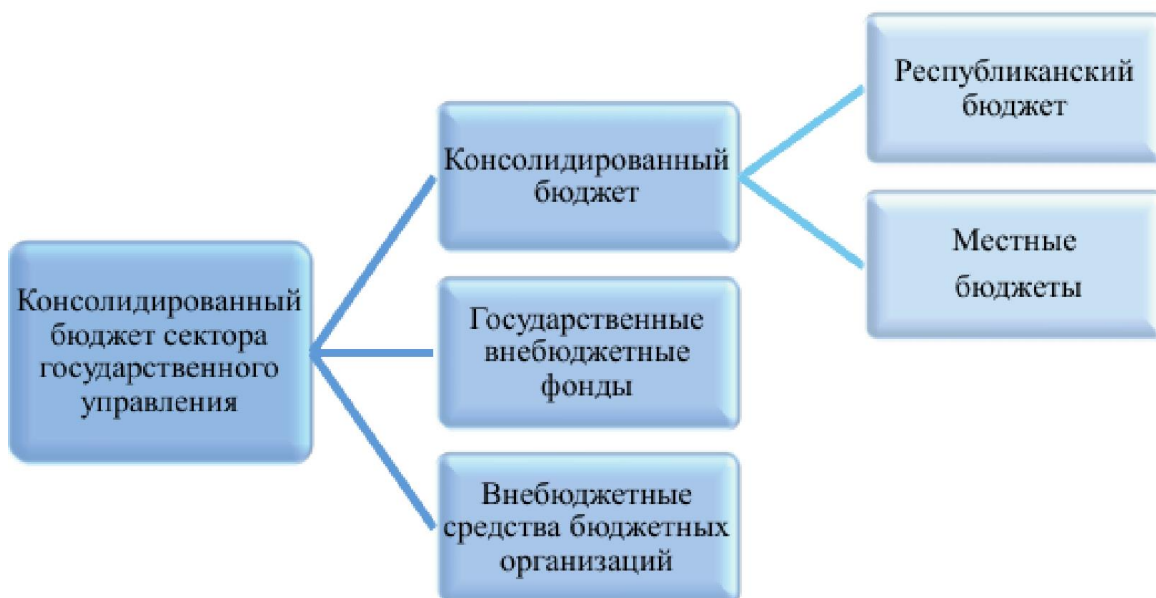 Консолидированный
бюджет сектора
государственного
управления
Консолидированный
бюджет
Государственные
внебюджетные
фонды
Внебюджетные
средства бюджетных
организаций
Республиканский
бюджет
Местные
бюджеты